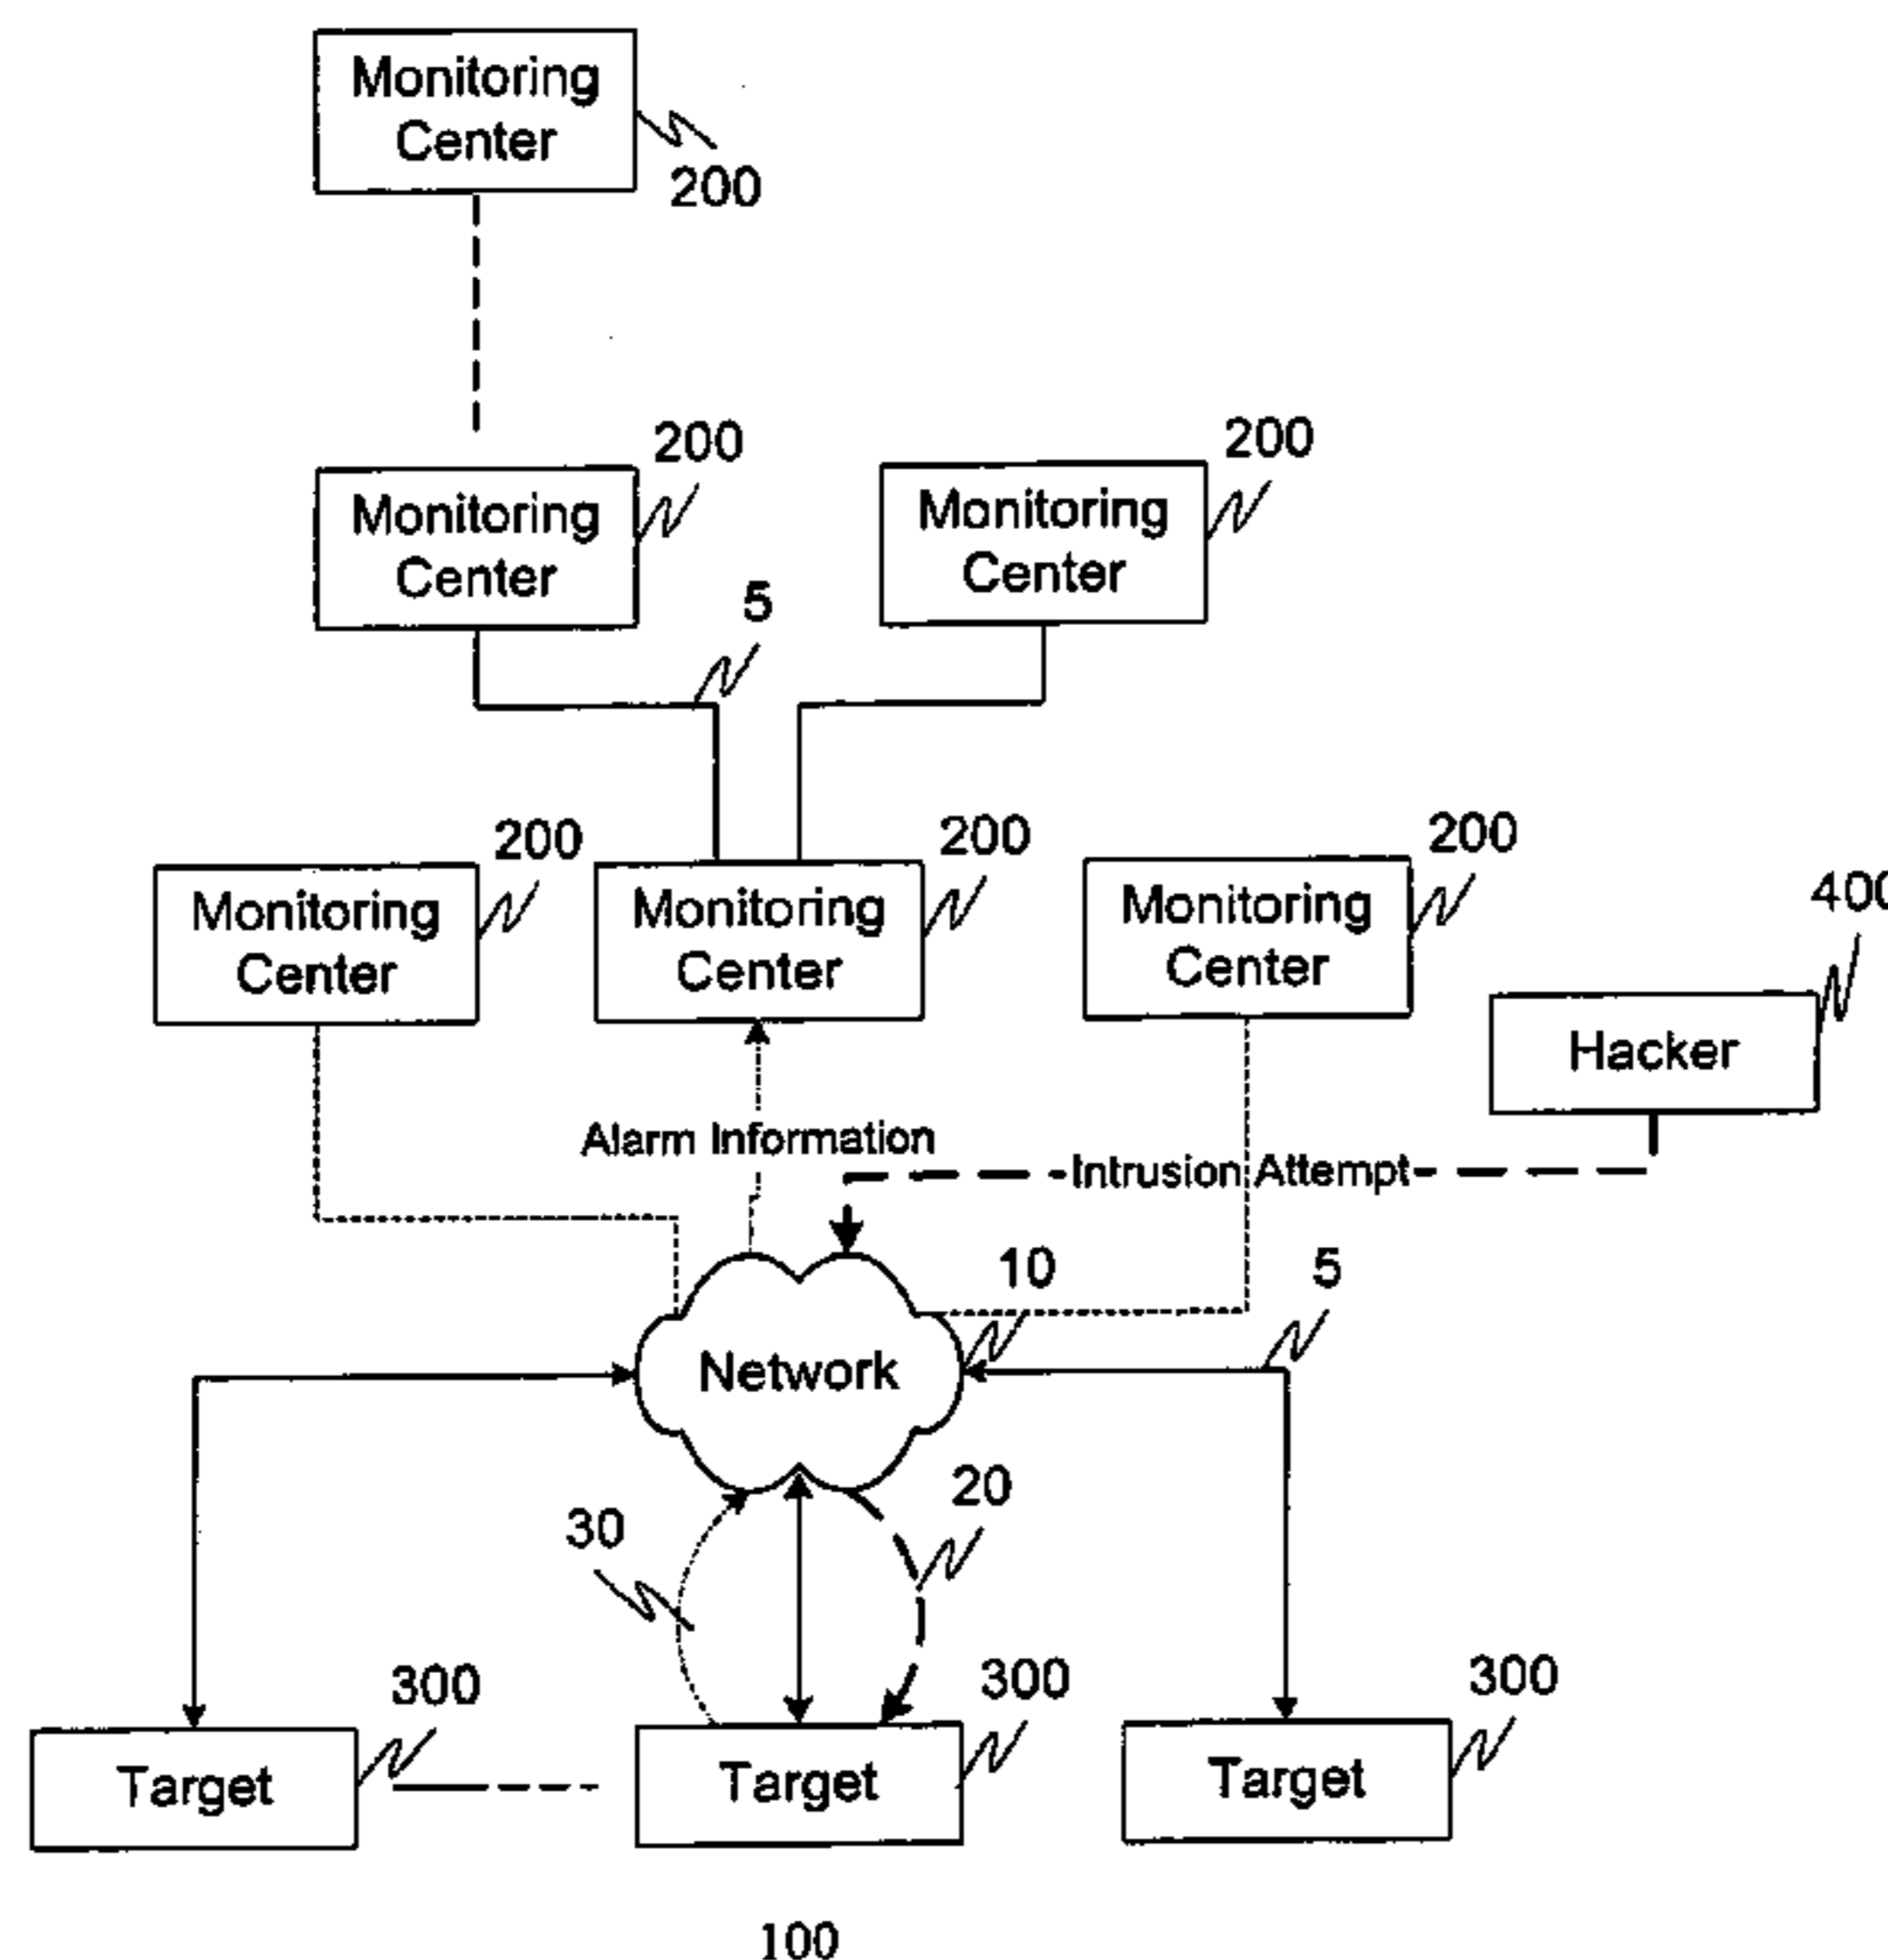 Monitoring
Center
200
200
200
Monitoring
Center
Monitoring
Center
5
200
200
200
400
Monitoring
Center
Monitoring
Center
Monitoring
Center
Hacker
Alarm Information
Intrusion Attempt
10
5
Network
20
30
300
300
300
Target
Target
Target
100